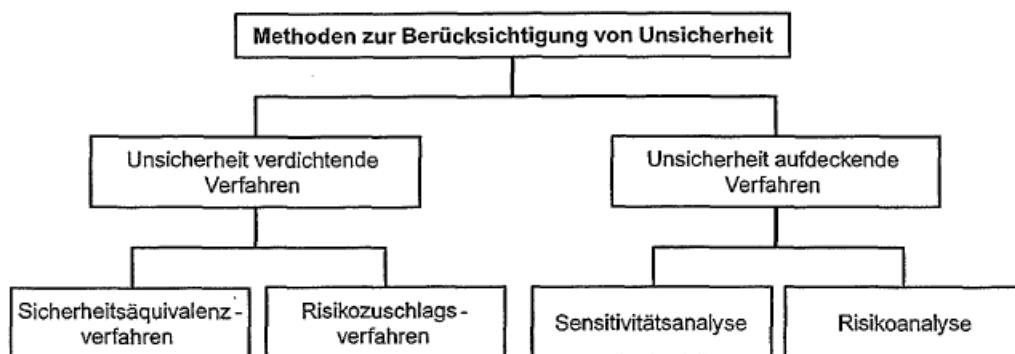 Methoden zur Berücksichtigung von Unsicherheit
Unsicherheit verdichtende
Verfahren
Unsicherheit aufdeckende
Verfahren
Sicherheitsäquivalenz-
verfahren
Risikozuschlags-
verfahren
Sensitivitätsanalyse
Risikoanalyse